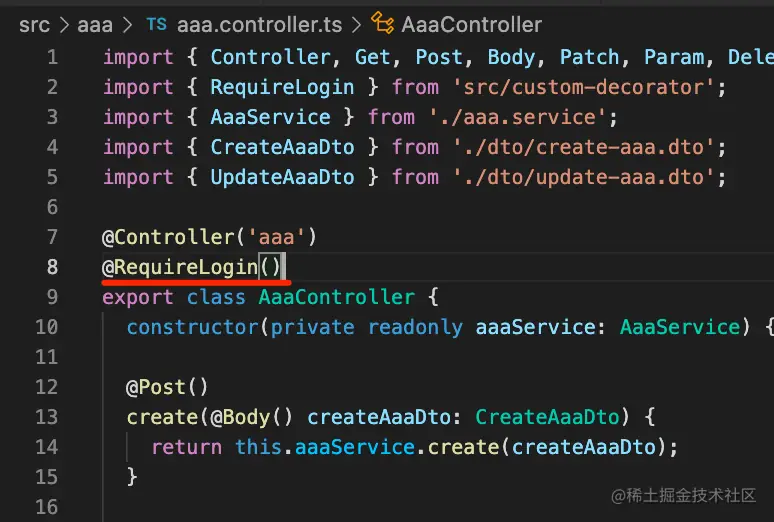 src > aaa > TS aaa.controller.ts > AaaController
1 import { Controller, Get, Post, Body, Patch, Param, Dele
2 import { RequireLogin } from 'src/custom-decorator';
3 import { AaaService } from './aaa.service';
4 import { CreateAaaDto } from './dto/create-aaa.dto';
5 import { UpdateAaaDto } from './dto/update-aaa.dto';
6
7 @Controller('aaa')
8 @RequireLogin()
9 export class AaaController {
10 constructor(private readonly aaaService: AaaService) {
11
12 @Post()
13 create(@Body() createAaaDto: CreateAaaDto) {
14 return this.aaaService.create(createAaaDto);
15 }
16
@稀土掘金技术社区